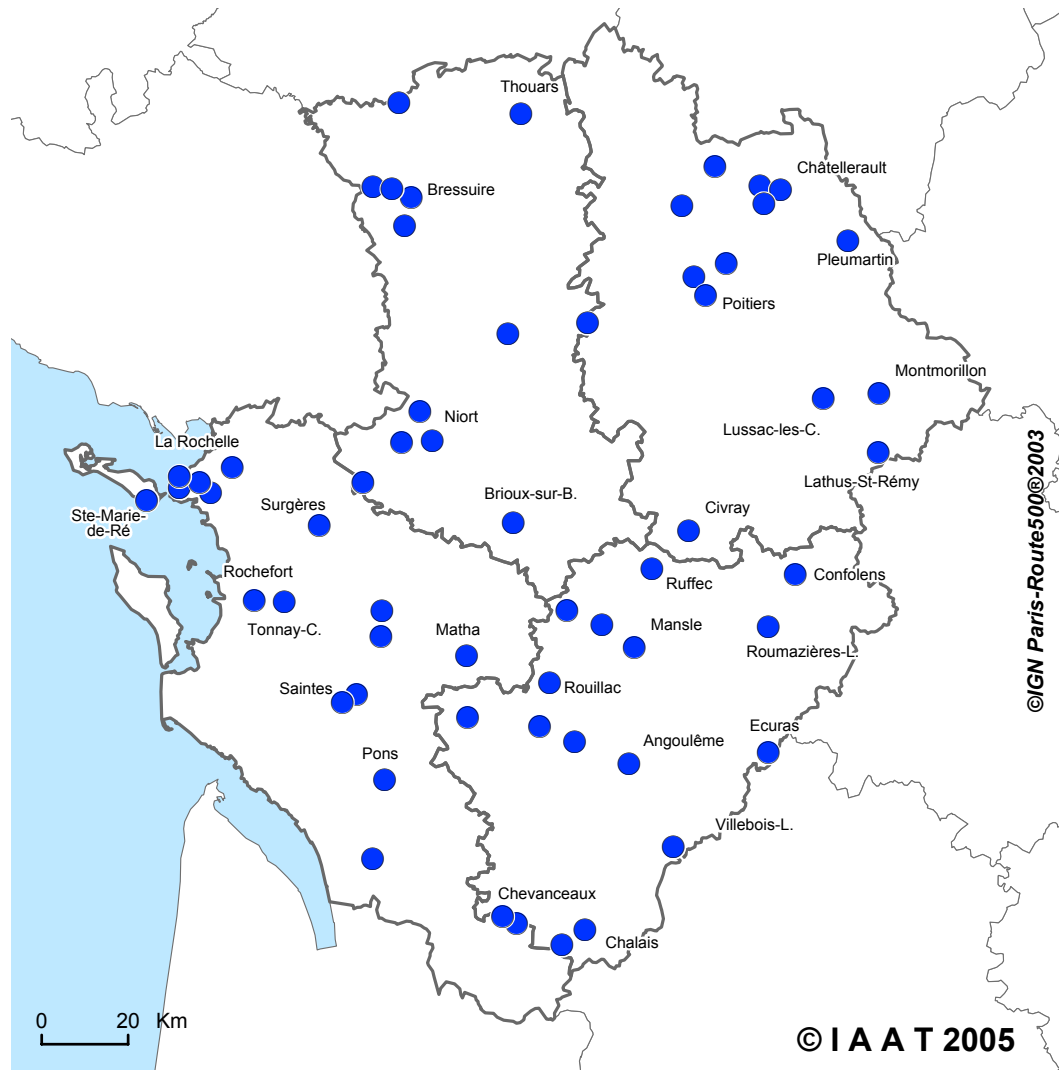 Thouars
Châtellerault
Bressuire
Pleumartin
Poitiers
Montmorillon
Niort
Lussac-les-C.
La Rochelle
Lathus-St-Rémy
Brioux-sur-B.
Surgères
Civray
Ste-Marie-
de-Ré
Rochefort
Ruffec
Confolens
Tonnay-C.
Matha
Mansle
Roumazières-L.
Saintes
Rouillac
Ecuras
Angoulême
Pons
Villebois-L.
Chevanceaux
Chalais
©IGN Paris-Route500®2003
0 20 Km
© I A A T 2005